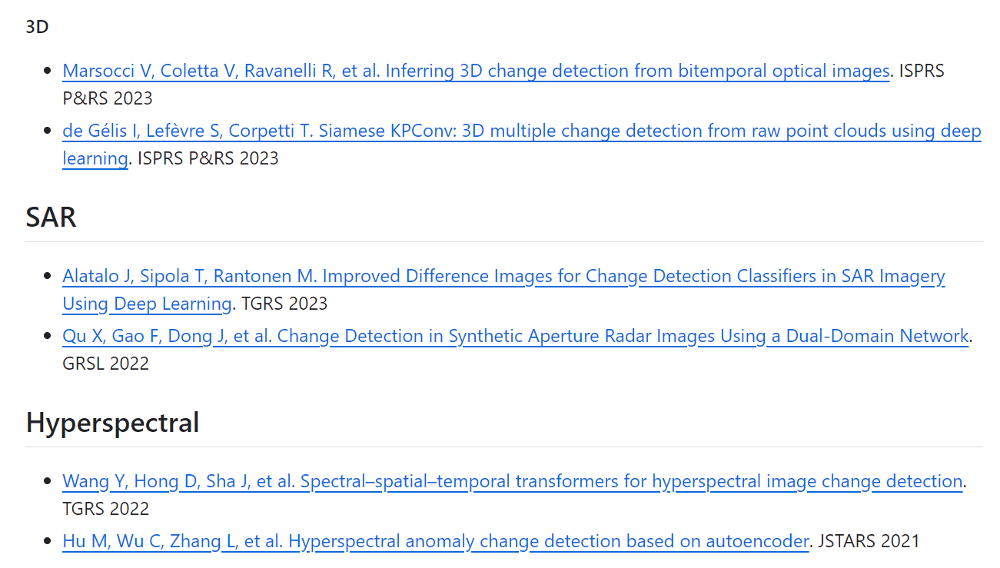 3D
Marsocci V, Coletta V, Ravanelli R, et al. Inferring 3D change detection from bitemporal optical images. ISPRS
P&RS 2023
de Gélis I, Lefèvre S, Corpetti T. Siamese KPConv: 3D multiple change detection from raw point clouds using deep
learning. ISPRS P&RS 2023
SAR
Alatalo J, Sipola T, Rantonen M. Improved Difference Images for Change Detection Classifiers in SAR Imagery
Using Deep Learning. TGRS 2023
Qu X, Gao F, Dong J, et al. Change Detection in Synthetic Aperture Radar Images Using a Dual-Domain Network.
GRSL 2022
Hyperspectral
Wang Y, Hong D, Sha J, et al. Spectral–spatial–temporal transformers for hyperspectral image change detection.
TGRS 2022
Hu M, Wu C, Zhang L, et al. Hyperspectral anomaly change detection based on autoencoder. JSTARS 2021